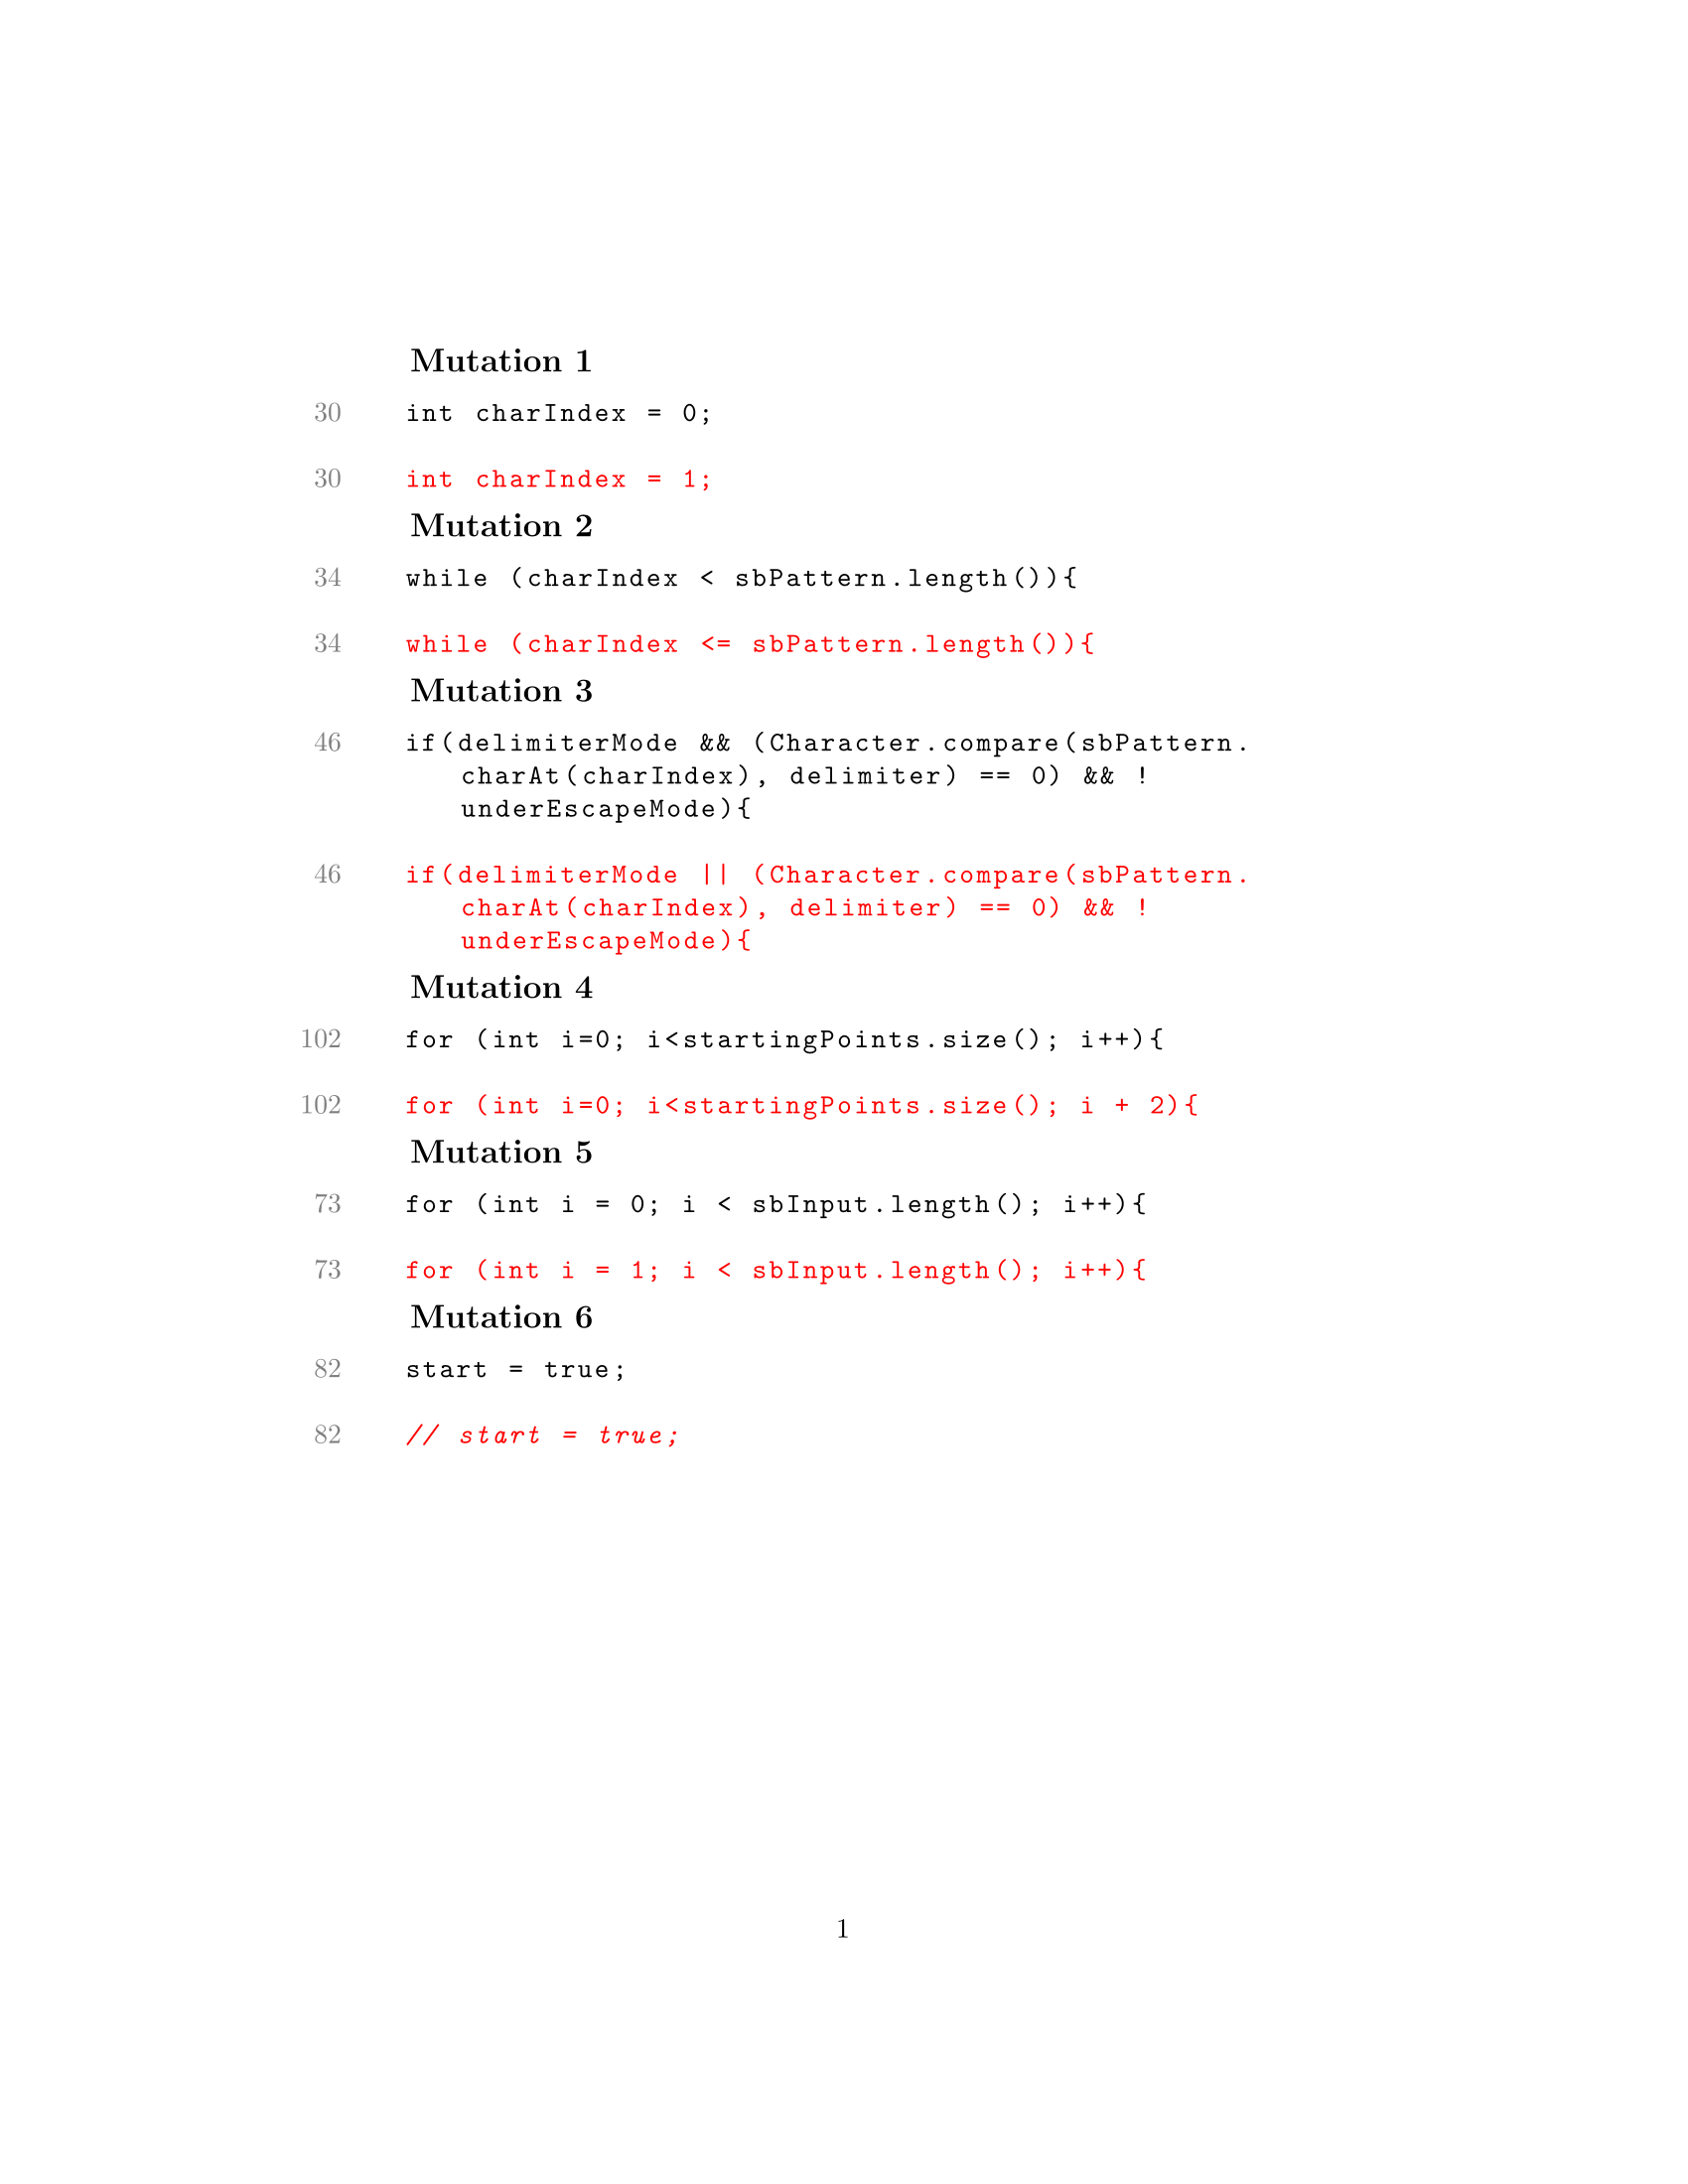 Mutation 1
30 int charIndex = 0;
30 int charIndex = 1;
Mutation 2
34 while (charIndex < sbPattern.length()){
34 while (charIndex <= sbPattern.length()){
Mutation 3
46 if(delimiterMode && (Character.compare(sbPattern.
charAt(charIndex), delimiter) == 0) && !
underEscapeMode){
46 if(delimiterMode || (Character.compare(sbPattern.
charAt(charIndex), delimiter) == 0) && !
underEscapeMode){
Mutation 4
102 for (int i=0; i<startingPoints.size(); i++){
102 for (int i=0; i<startingPoints.size(); i + 2){
Mutation 5
73 for (int i = 0; i < sbInput.length(); i++){
73 for (int i = 1; i < sbInput.length(); i++){
Mutation 6
82 start = true;
82 // start = true;
1